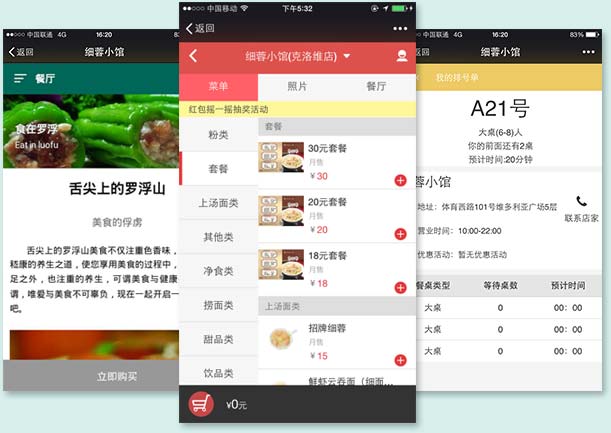 ●●○○○ 中国联通 4G 16:20
返回 细蓉小馆
餐厅
食在罗浮
Eat in luofu
舌尖上的罗浮山
美食的俘虏
舌尖上的罗浮山美食不仅注重色香味,
嵇康的养生之道,使您享用美食的过程中,
足之外,也注重的养生,可谓美食与健康
谓,唯爱与美食不可辜负,现在一起开启一
吧。
立即购买
●●○○○ 中国移动 下午5:32
返回
细蓉小馆(克洛维店)
菜单 照片 餐厅
红包摇一摇抽奖活动
粉类
套餐
上汤面类
其他类
净食类
捞面类
甜品类
饮品类
套餐
30元套餐
月售
¥ 30
20元套餐
月售
¥ 20
18元套餐
月售
¥ 18
上汤面类
招牌细蓉
月售
¥ 15
鲜虾云吞面(细面…
¥0元
中国联通 4G 16:20 83%
返回 细蓉小馆
我的排号单
A21号
大桌(6-8)人
你的前面还有2桌
预计时间:20分钟
蓉小馆
地址:体育西路101号维多利亚广场5层
营业时间:10:00-22:00
优惠活动:暂无优惠活动
联系店家
餐桌类型 等待桌数 预计时间
大桌 0 00:00
大桌 0 00:00
大桌 0 00:00